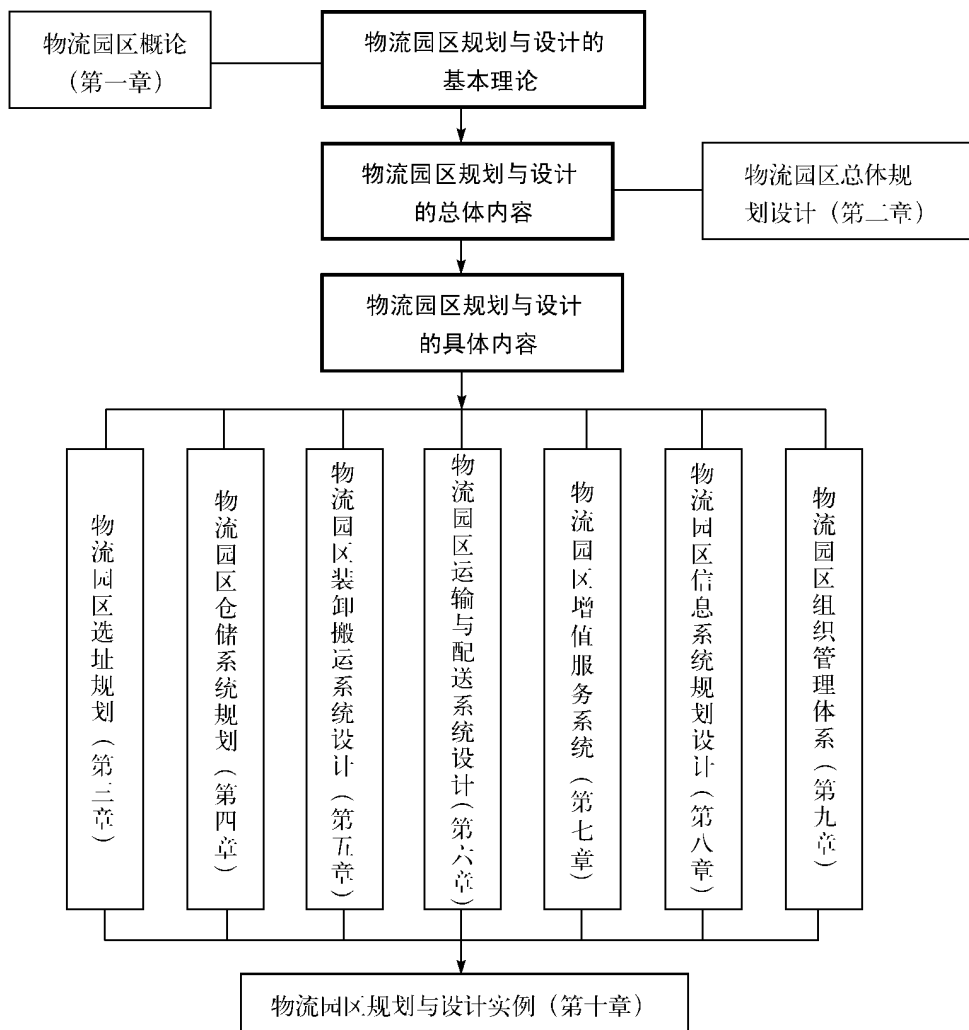 物流园区概论
（第一章）
物流园区规划与设计的
基本理论
物流园区规划与设计
的总体内容
物流园区总体规
划设计（第二章）
物流园区规划与设计
的具体内容
物流园区选址规划（第三章）
物流园区仓储系统规划（第四章）
物流园区装卸搬运系统设计（第五章）
物流园区运输与配送系统设计（第六章）
物流园区增值服务系统（第七章）
物流园区信息系统规划设计（第八章）
物流园区组织管理体系（第九章）
物流园区规划与设计实例（第十章）